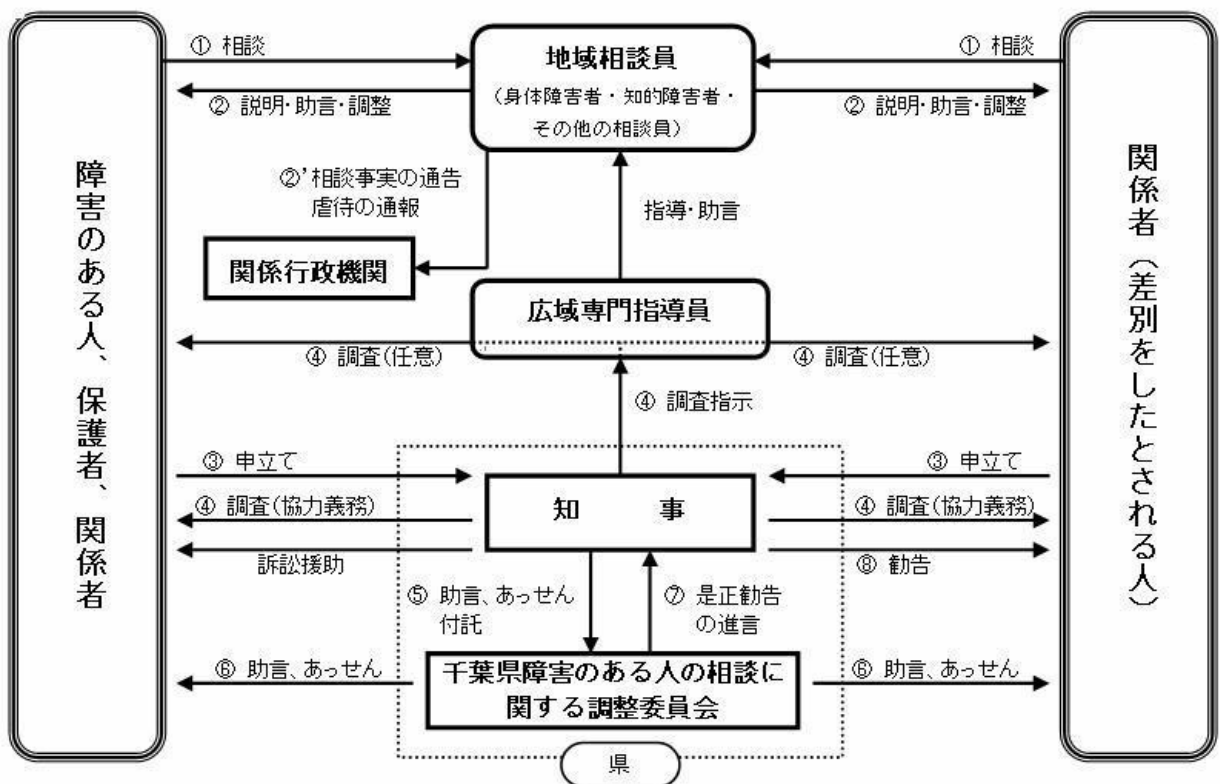 ① 相談
地域相談員
① 相談
(身体障害者・知的障害者・
その他の相談員)
② 説明・助言・調整
② 説明・助言・調整
②'相談事実の通告
虐待の通報
指導・助言
関係行政機関
広域専門指導員
④ 調査(任意)
④ 調査(任意)
④ 調査指示
③ 申立て
③ 申立て
知 事
④ 調査(協力義務)
④ 調査(協力義務)
訴訟援助
⑧ 勧告
⑤ 助言、あっせん
付託
⑦ 是正勧告
の進言
⑥ 助言、あっせん
千葉県障害のある人の相談に
関する調整委員会
⑥ 助言、あっせん
県
障害のある人、保護者、関係者
関係者(差別をしたとされる人)